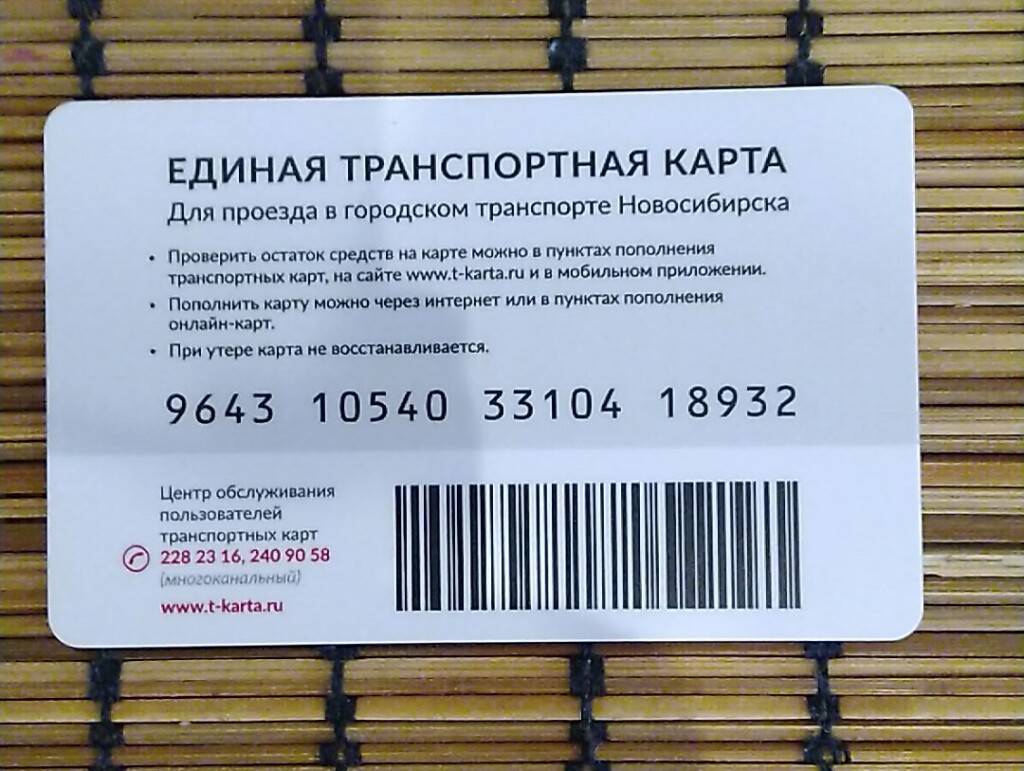 ЕДИНАЯ ТРАНСПОРТНАЯ КАРТА
Для проезда в городском транспорте Новосибирска
• Проверить остаток средств на карте можно в пунктах пополнения
транспортных карт, на сайте www.t-karta.ru и в мобильном приложении.
• Пополнить карту можно через интернет или в пунктах пополнения
онлайн-карт.
• При утере карта не восстанавливается.
9643 10540 33104 18932
Центр обслуживания
пользователей
транспортных карт
228 23 16, 240 90 58
(многоканальный)
www.t-karta.ru